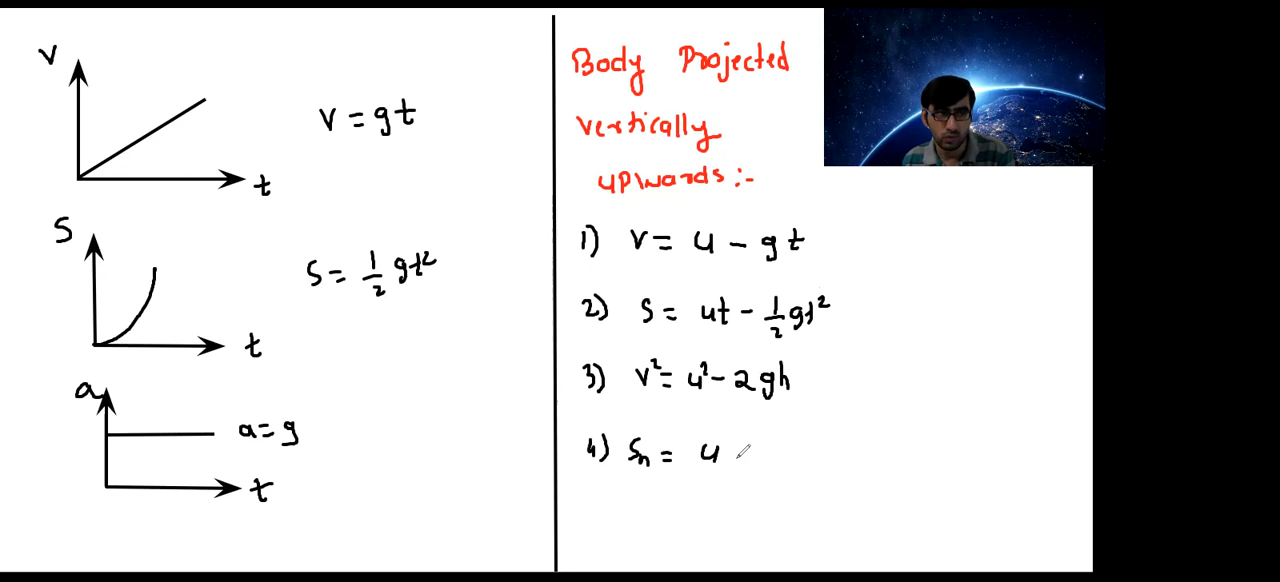 V
V = gt
t
S
S = 1/2 gt²
t
a
a = g
t
Body Projected
vertically
upwards :-
1) V = u - gt
2) S = ut - 1/2 gt²
3) V² = u² - 2gh
4) Sn = u